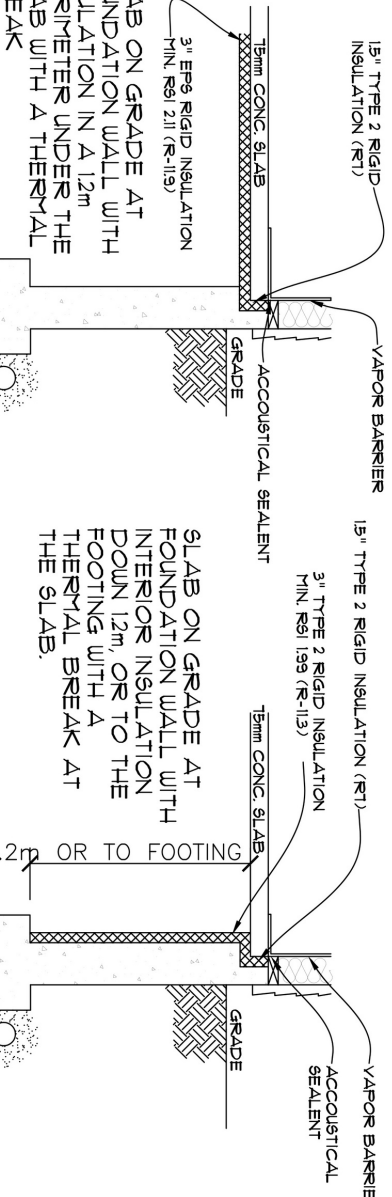 1.5" TYPE 2 RIGID
INSULATION (R7)
VAPOR BARRIER
75mm CONC. SLAB
3" EPS RIGID INSULATION
MIN. RSI 2.11 (R-11.9)
ACCOUSTICAL SEALENT
GRADE
AB ON GRADE AT
UNDATION WALL WITH
ULATION IN A 1.2m
RIMETER UNDER THE
AB WITH A THERMAL
EAK
1.5" TYPE 2 RIGID INSULATION (R7)
VAPOR BARRIE
3" TYPE 2 RIGID INSULATION
MIN. RSI 1.99 (R-11.3)
75mm CONC. SLAB
ACCOUSTICAL
SEALENT
GRADE
.2m OR TO FOOTING
SLAB ON GRADE AT
FOUNDATION WALL WITH
INTERIOR INSULATION
DOWN 1.2m, OR TO THE
FOOTING WITH A
THERMAL BREAK AT
THE SLAB.